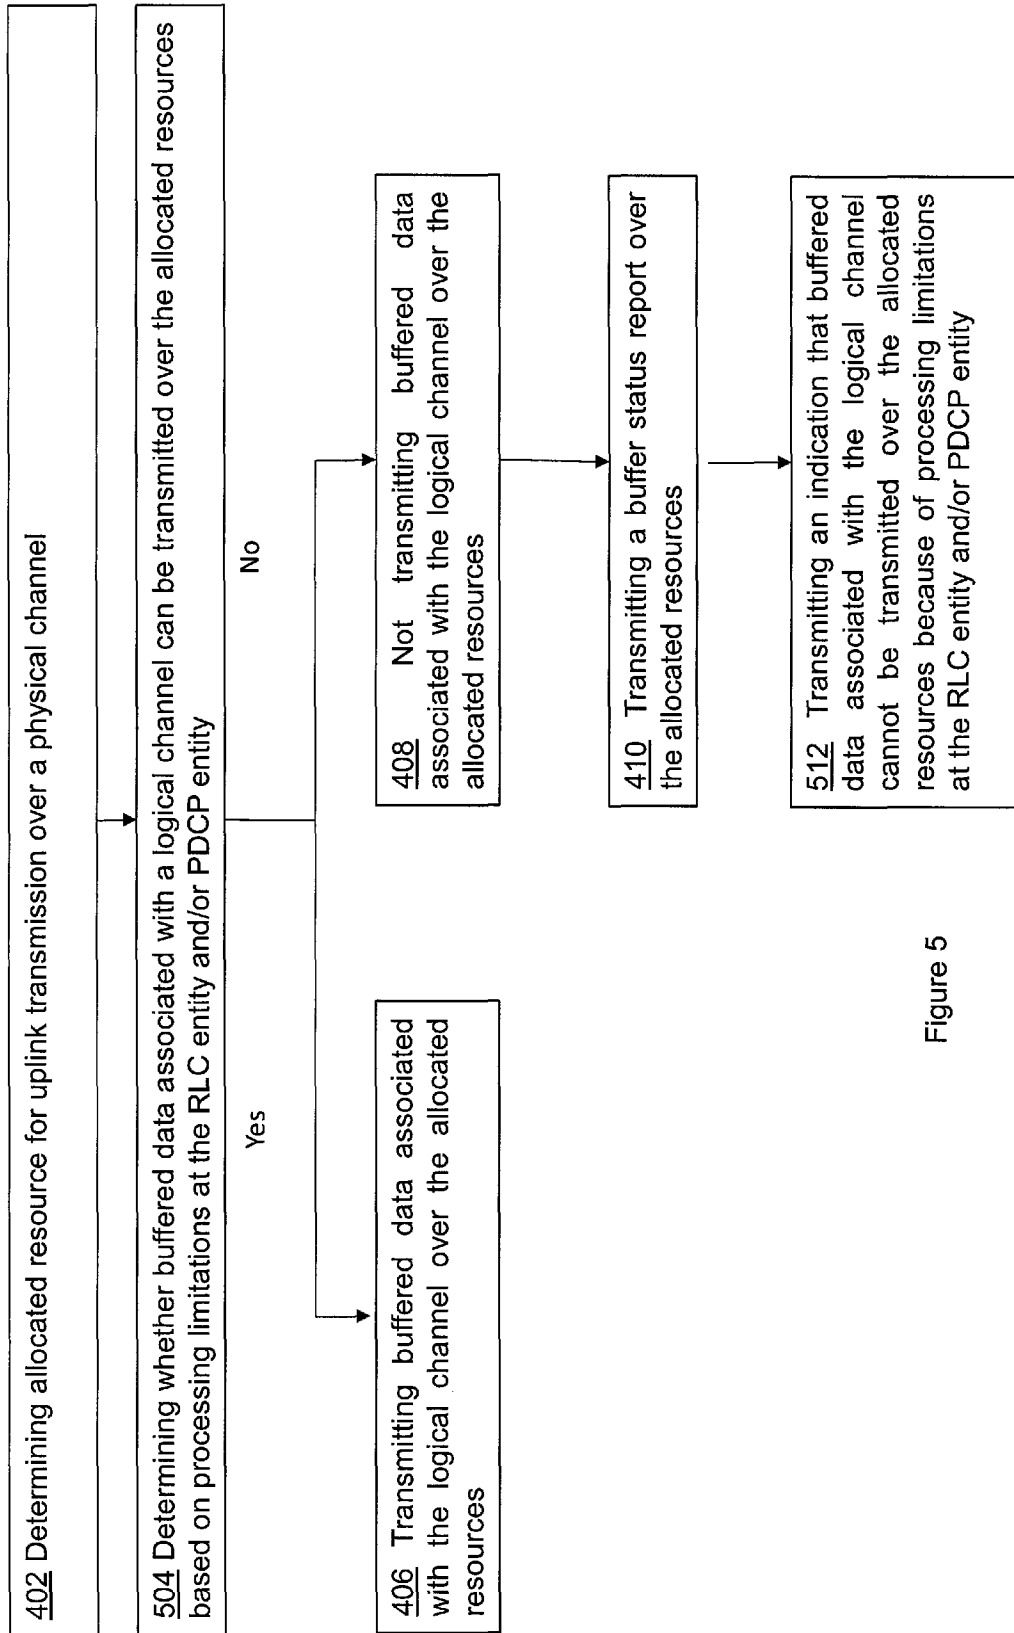 402 Determining allocated resource for uplink transmission over a physical channel
504 Determining whether buffered data associated with a logical channel can be transmitted over the allocated resources
based on processing limitations at the RLC entity and/or PDCP entity
Yes
No
406 Transmitting buffered data associated
with the logical channel over the allocated
resources
408 Not transmitting buffered data
associated with the logical channel over the
allocated resources
410 Transmitting a buffer status report over
the allocated resources
512 Transmitting an indication that buffered
data associated with the logical channel
cannot be transmitted over the allocated
resources because of processing limitations
at the RLC entity and/or PDCP entity
Figure 5